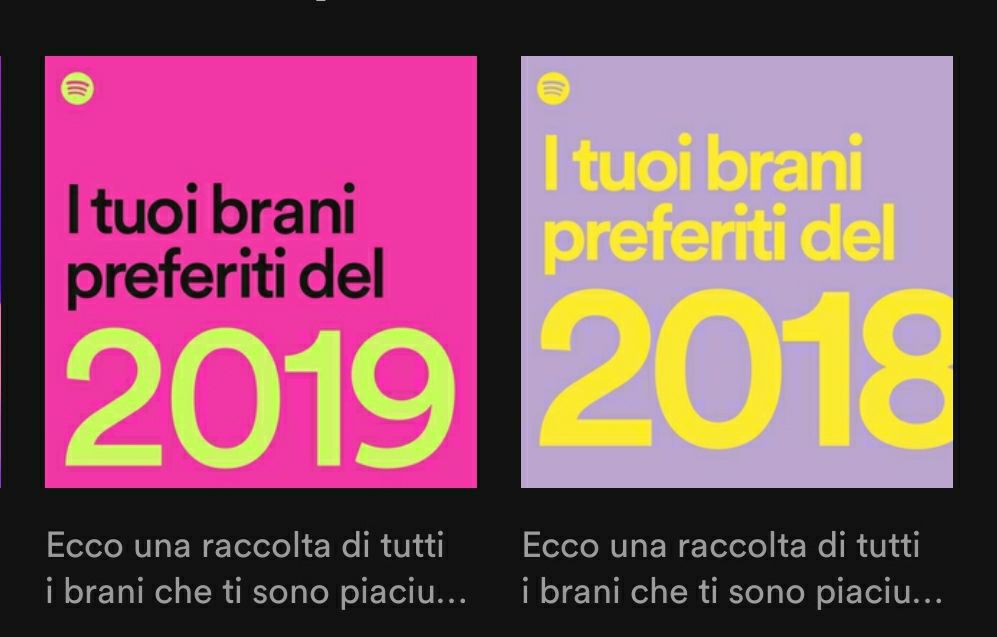 I tuoi brani
preferiti del
2019
Ecco una raccolta di tutti
i brani che ti sono piaciu...
I tuoi brani
preferiti del
2018
Ecco una raccolta di tutti
i brani che ti sono piaciu...